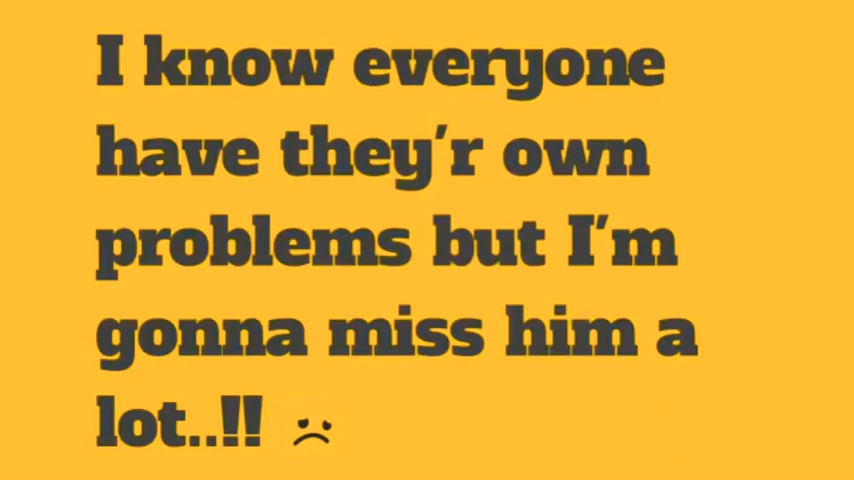 I know everyone
have they'r own
problems but I'm
gonna miss him a
lot..!! 😞